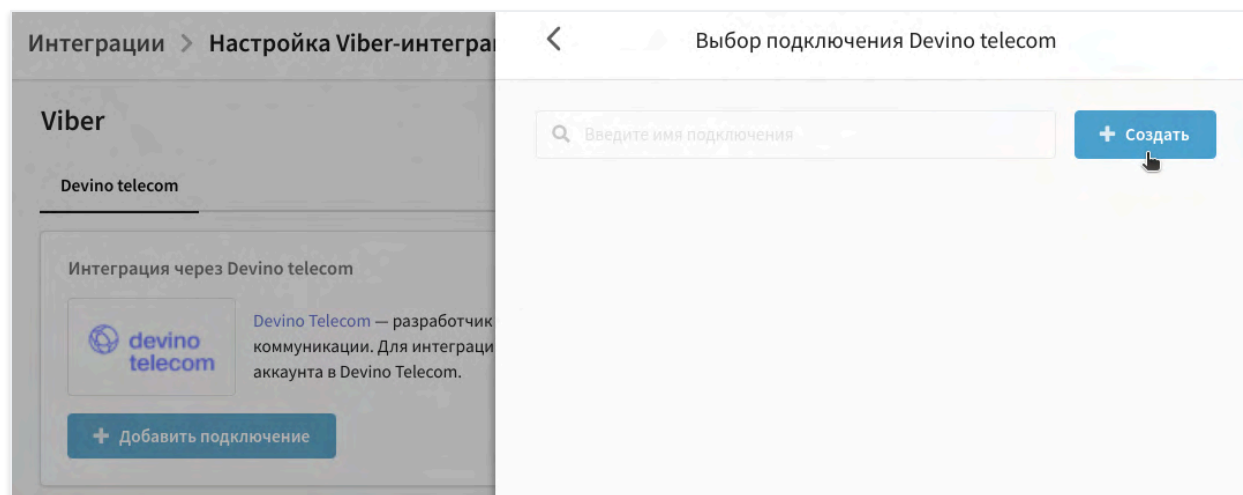 Интеграции > Настройка Viber-интегра
Viber
Devino telecom
Интеграция через Devino telecom
devino
telecom
Devino Telecom — разработчик
коммуникации. Для интеграци
аккаунта в Devino Telecom.
+ Добавить подключение
Выбор подключения Devino telecom
Введите имя подключения
+ Создать